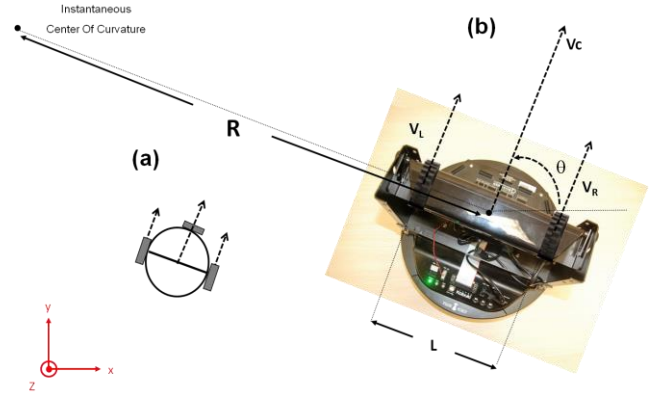 Instantaneous
Center Of Curvature
(b)
Vc
R
VL
θ
VR
(a)
y
x
Z
L